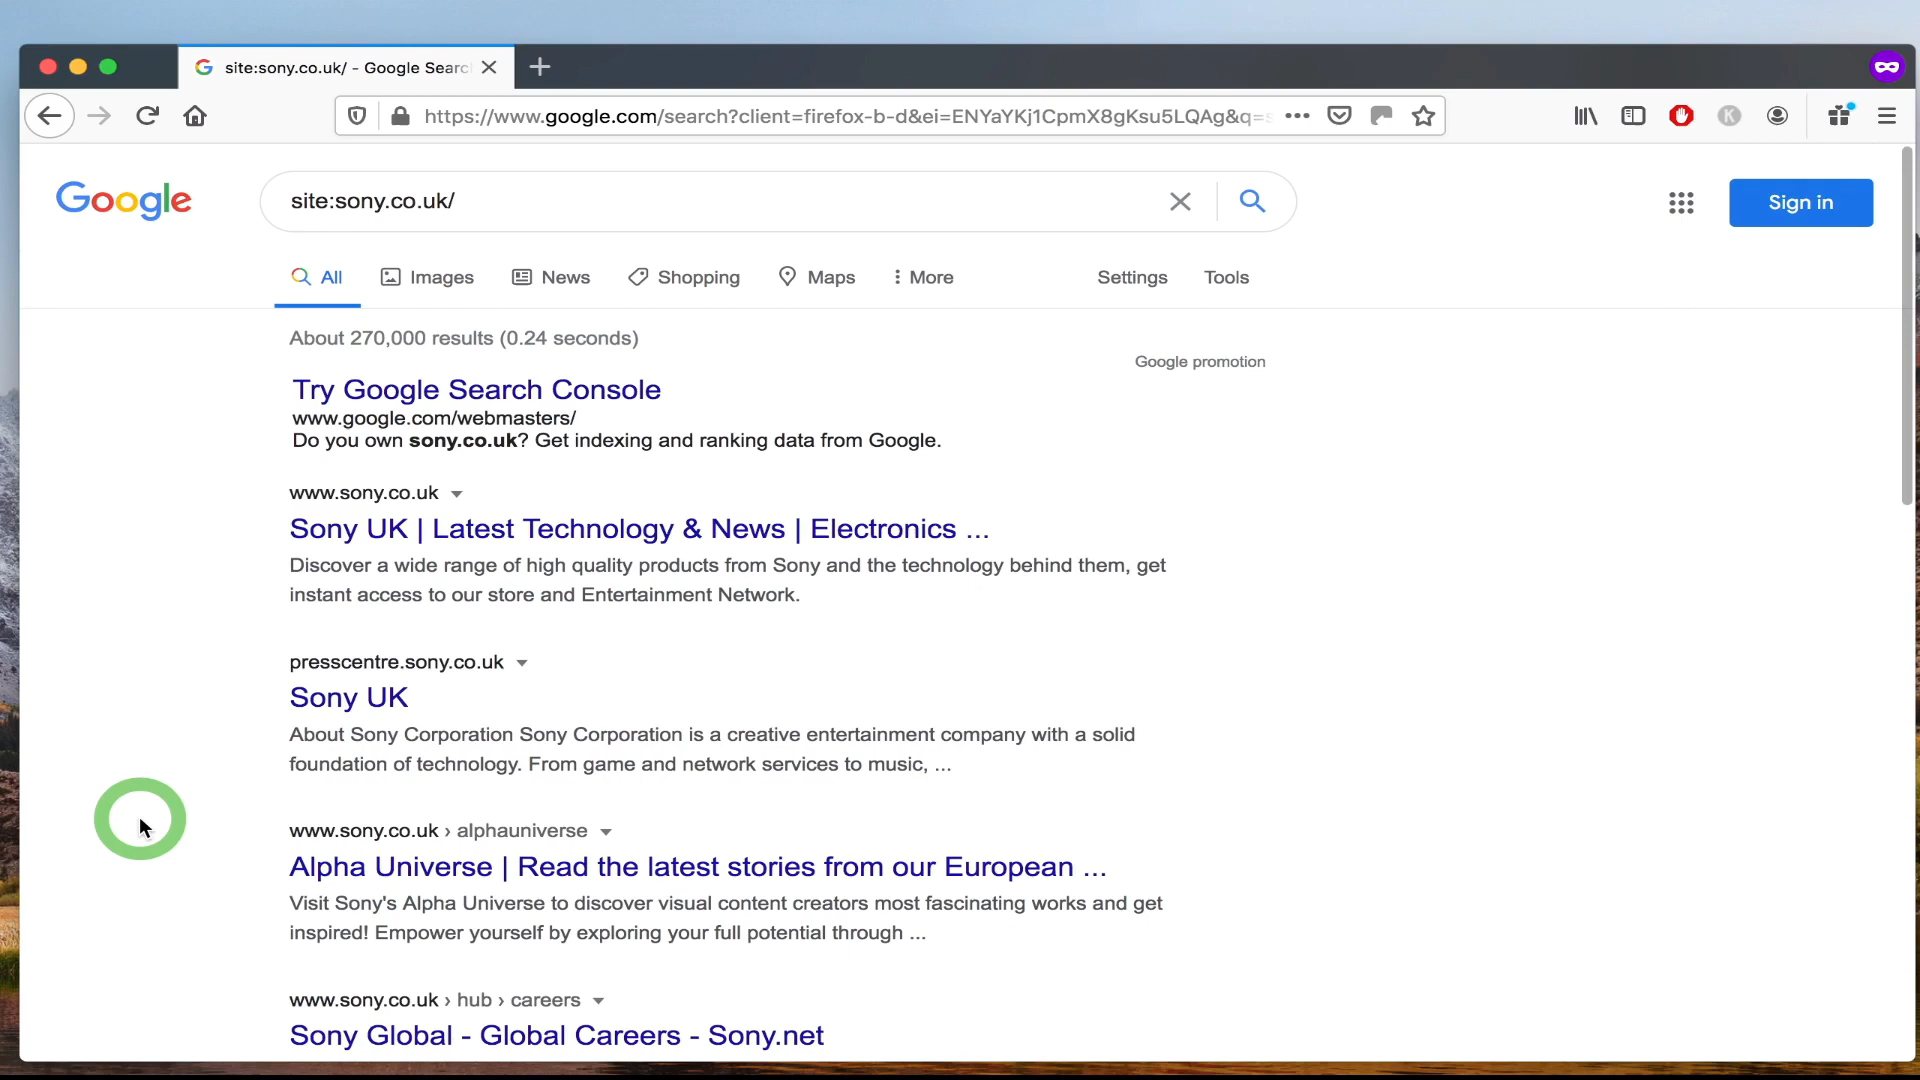 site:sony.co.uk/ - Google Searc
https://www.google.com/search?client=firefox-b-d&ei=ENYaYKj1CpmX8gKsu5LQAg&q=s
K
Google
site:sony.co.uk/
Sign in
All Images News Shopping Maps More Settings Tools
About 270,000 results (0.24 seconds)
Google promotion
Try Google Search Console
www.google.com/webmasters/
Do you own sony.co.uk? Get indexing and ranking data from Google.
www.sony.co.uk
Sony UK | Latest Technology & News | Electronics ...
Discover a wide range of high quality products from Sony and the technology behind them, get
instant access to our store and Entertainment Network.
presscentre.sony.co.uk
Sony UK
About Sony Corporation Sony Corporation is a creative entertainment company with a solid
foundation of technology. From game and network services to music, ...
www.sony.co.uk › alphauniverse
Alpha Universe | Read the latest stories from our European ...
Visit Sony's Alpha Universe to discover visual content creators most fascinating works and get
inspired! Empower yourself by exploring your full potential through ...
www.sony.co.uk › hub › careers
Sony Global - Global Careers - Sony.net